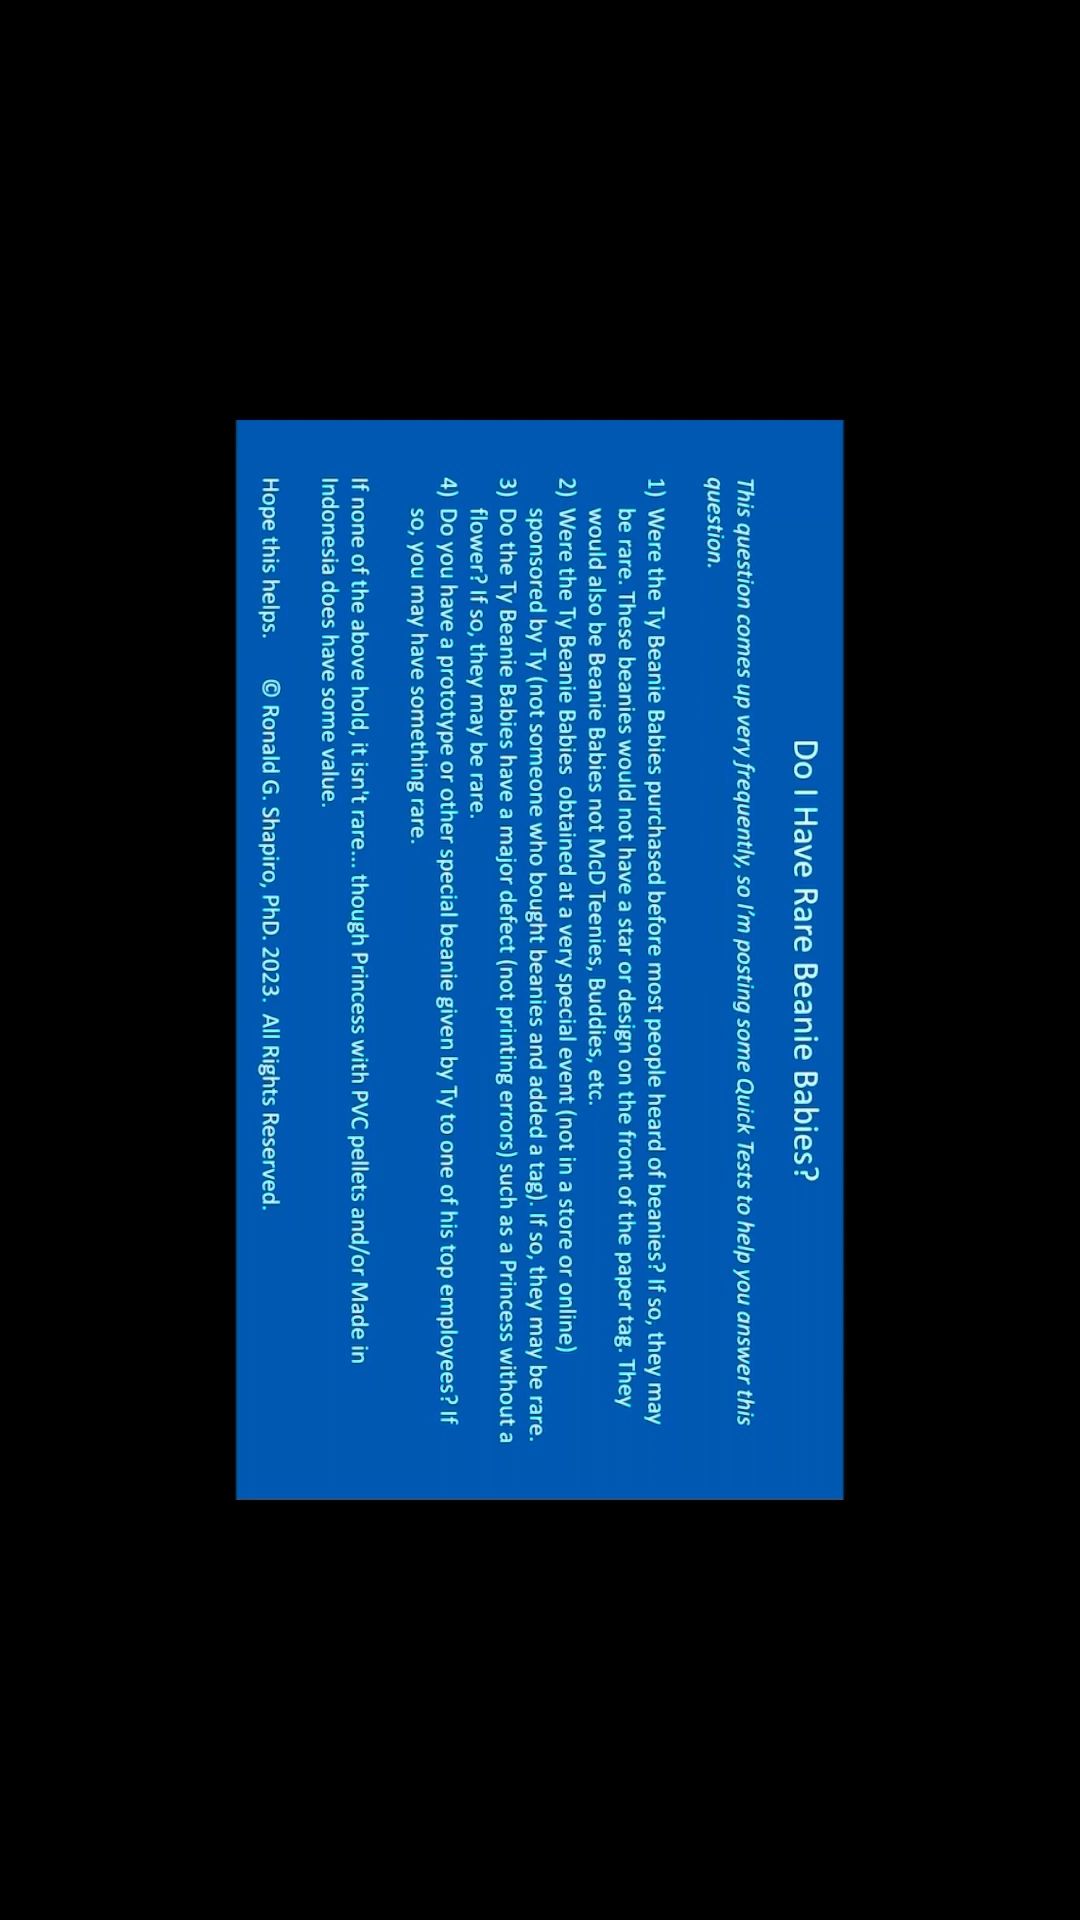 Do I Have Rare Beanie Babies?
This question comes up very frequently, so I'm posting some Quick Tests to help you answer this
question.
1) Were the Ty Beanie Babies purchased before most people heard of beanies? If so, they may
be rare. These beanies would not have a star or design on the front of the paper tag. They
would also be Beanie Babies not McD Teenies, Buddies, etc.
2) Were the Ty Beanie Babies obtained at a very special event (not in a store or online)
sponsored by Ty (not someone who bought beanies and added a tag). If so, they may be rare.
3) Do the Ty Beanie Babies have a major defect (not printing errors) such as a Princess without a
flower? If so, they may be rare.
4) Do you have a prototype or other special beanie given by Ty to one of his top employees? If
so, you may have something rare.
If none of the above hold, it isn't rare... though Princess with PVC pellets and/or Made in
Indonesia does have some value.
Hope this helps. © Ronald G. Shapiro, PhD. 2023. All Rights Reserved.